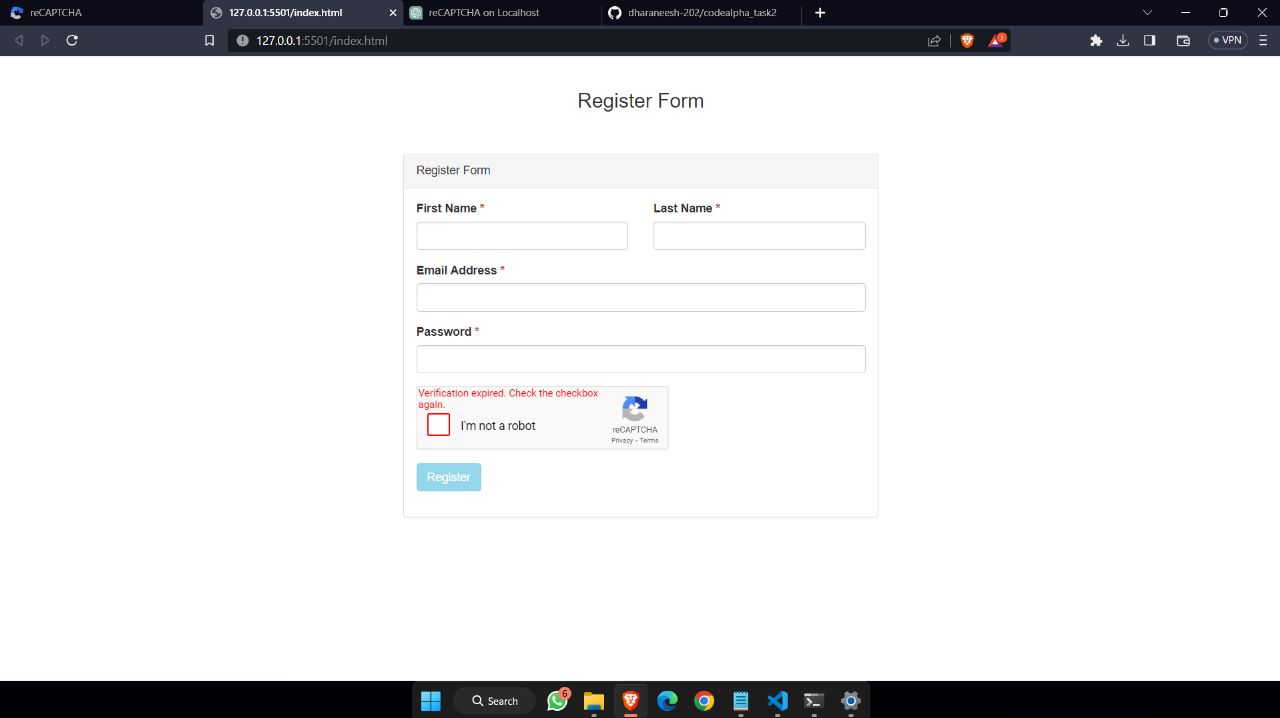 reCAPTCHA
127.0.0.1:5501/index.html
reCAPTCHA on Localhost
dharaneesh-202/codealpha_task2
127.0.0.1:5501/index.html
2
VPN
Register Form
Register Form
First Name *
Last Name *
Email Address *
Password *
Verification expired. Check the checkbox
again.
I'm not a robot
reCAPTCHA
Privacy - Terms
Register
Search
6